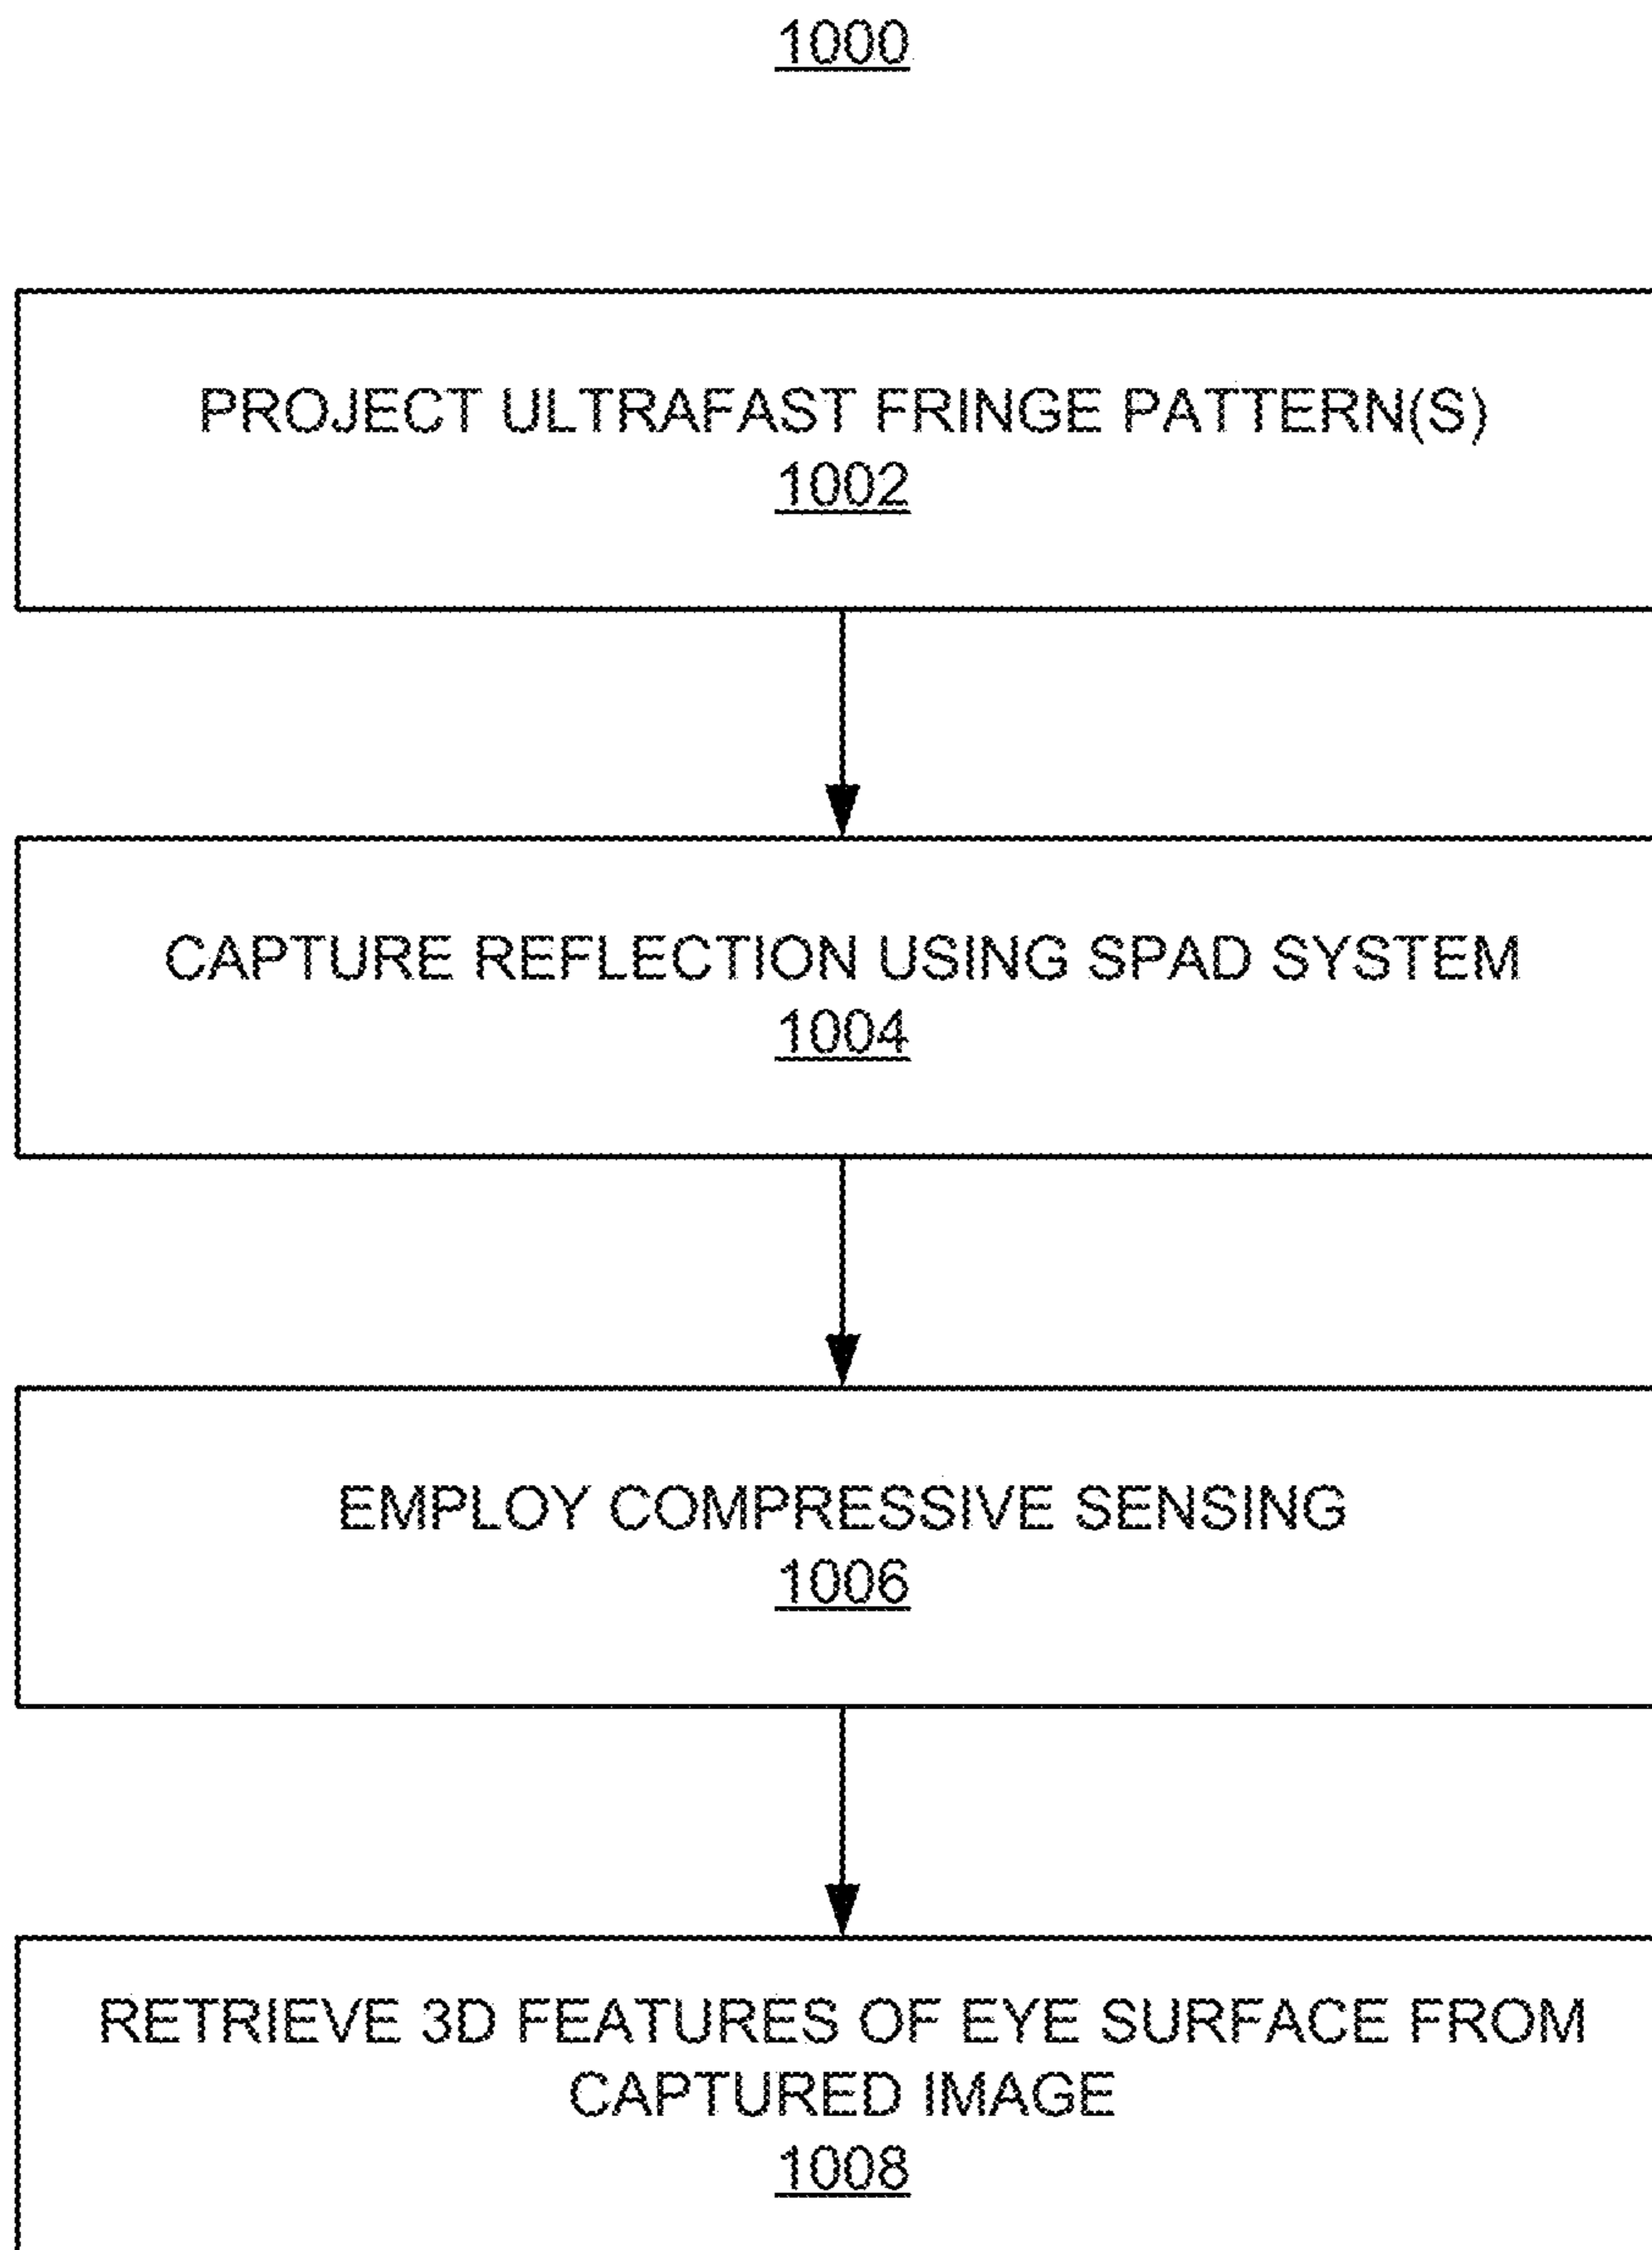 1000
PROJECT ULTRAFAST FRINGE PATTERN(S)
1002
CAPTURE REFLECTION USING SPAD SYSTEM
1004
EMPLOY COMPRESSIVE SENSING
1006
RETRIEVE 3D FEATURES OF EYE SURFACE FROM
CAPTURED IMAGE
1008